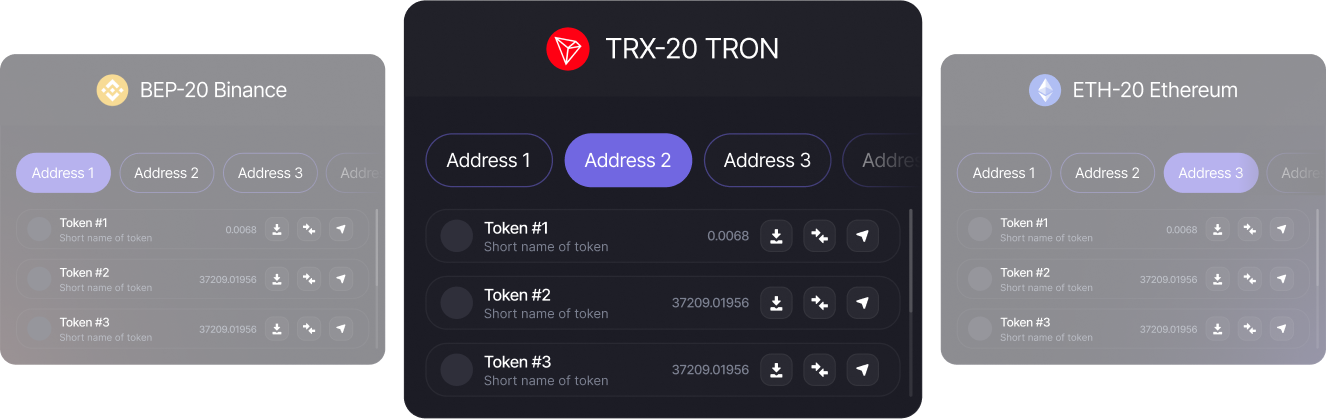 BEP-20 Binance
Address 1 Address 2 Address 3 Addre
Token #1
Short name of token
0.0068
Token #2
Short name of token
37209.01956
Token #3
Short name of token
37209.01956
TRX-20 TRON
Address 1 Address 2 Address 3 Addre
Token #1
Short name of token
0.0068
Token #2
Short name of token
37209.01956
Token #3
Short name of token
37209.01956
ETH-20 Ethereum
Address 1 Address 2 Address 3 Addre
Token #1
Short name of token
0.0068
Token #2
Short name of token
37209.01956
Token #3
Short name of token
37209.01956